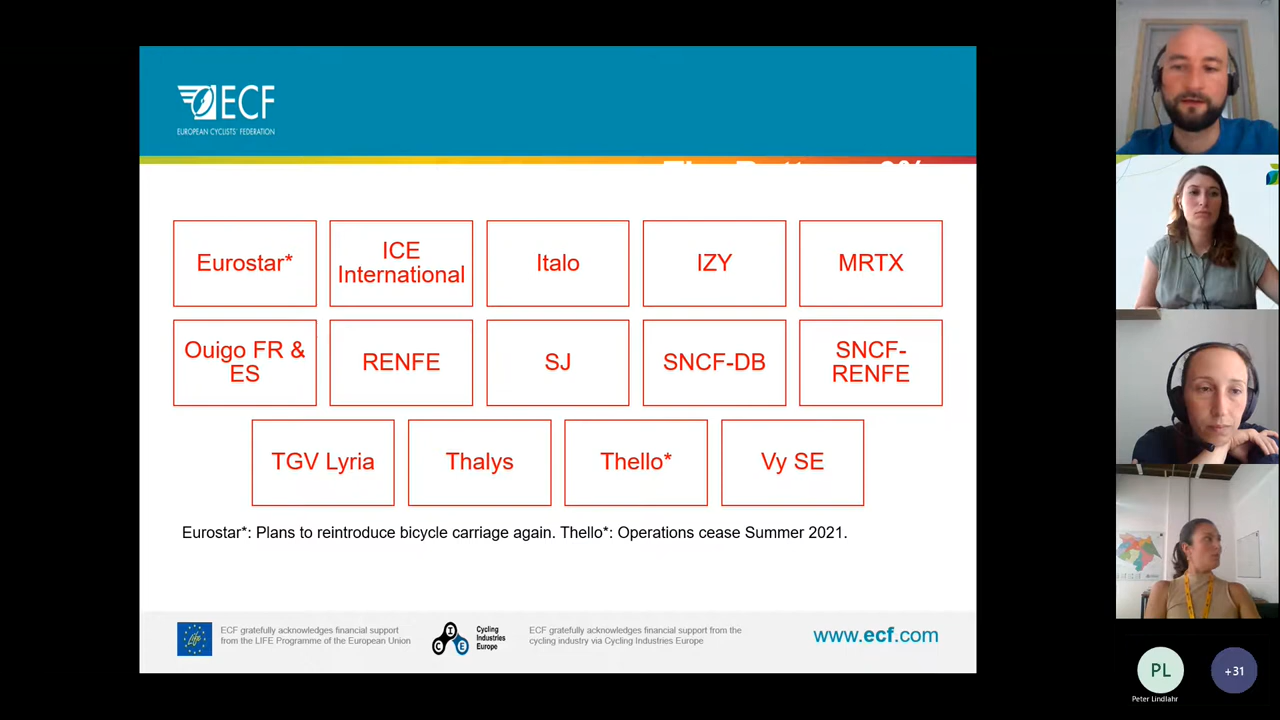 ECF
EUROPEAN CYCLISTS' FEDERATION
Eurostar*
ICE
International
Italo
IZY
MRTX
Ouigo FR &
ES
RENFE
SJ
SNCF-DB
SNCF-
RENFE
TGV Lyria
Thalys
Thello*
Vy SE
Eurostar*: Plans to reintroduce bicycle carriage again. Thello*: Operations cease Summer 2021.
Life
ECF gratefully acknowledges financial support
from the LIFE Programme of the European Union
C I E
Cycling
Industries
Europe
ECF gratefully acknowledges financial support from the
cycling industry via Cycling Industries Europe
www.ecf.com
PL
Peter Lindlahr
+31